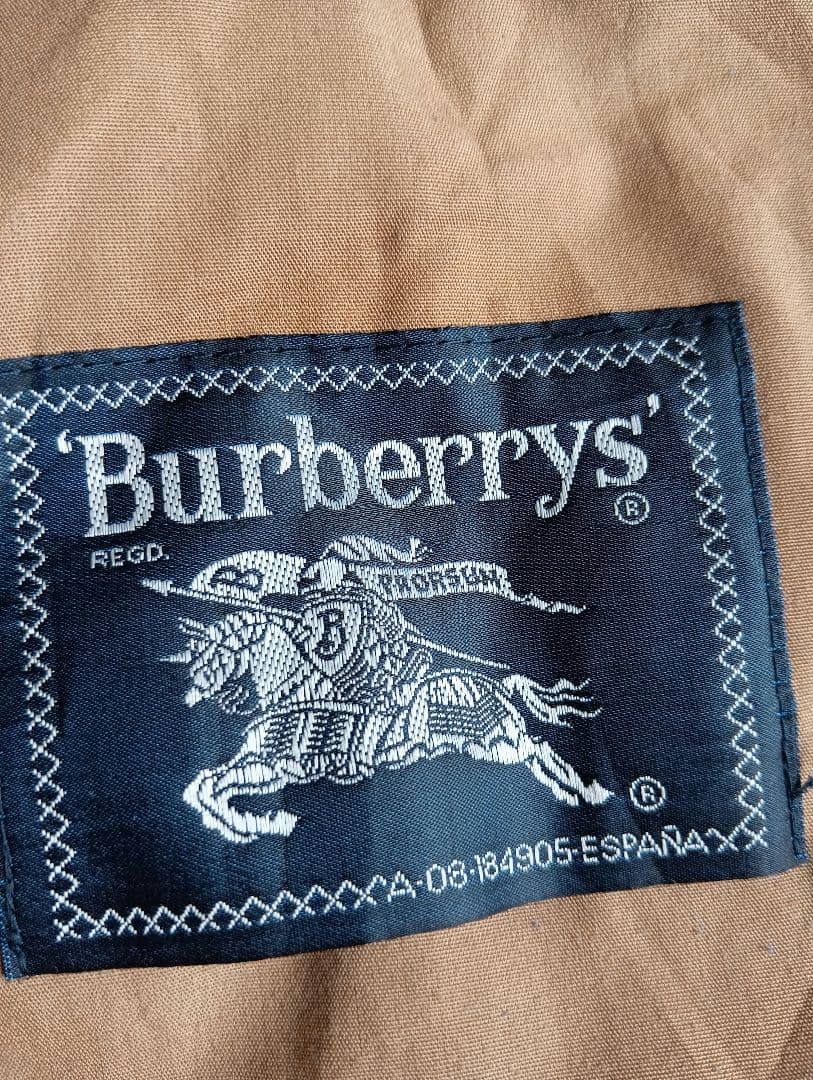 'Burberrys'
®
REGD.
PRORSUM
®
A-08-184905-ESPAÑA